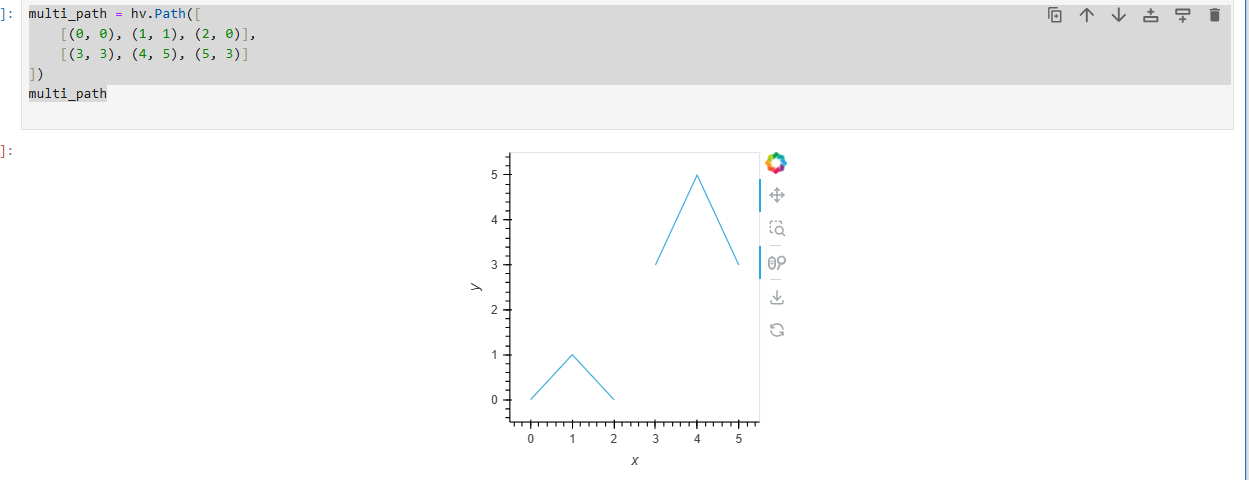 ]: multi_path = hv.Path([
[(0, 0), (1, 1), (2, 0)],
[(3, 3), (4, 5), (5, 3)]
])
multi_path
]:
5
4
3
2
1
0
y
0 1 2 3 4 5
x